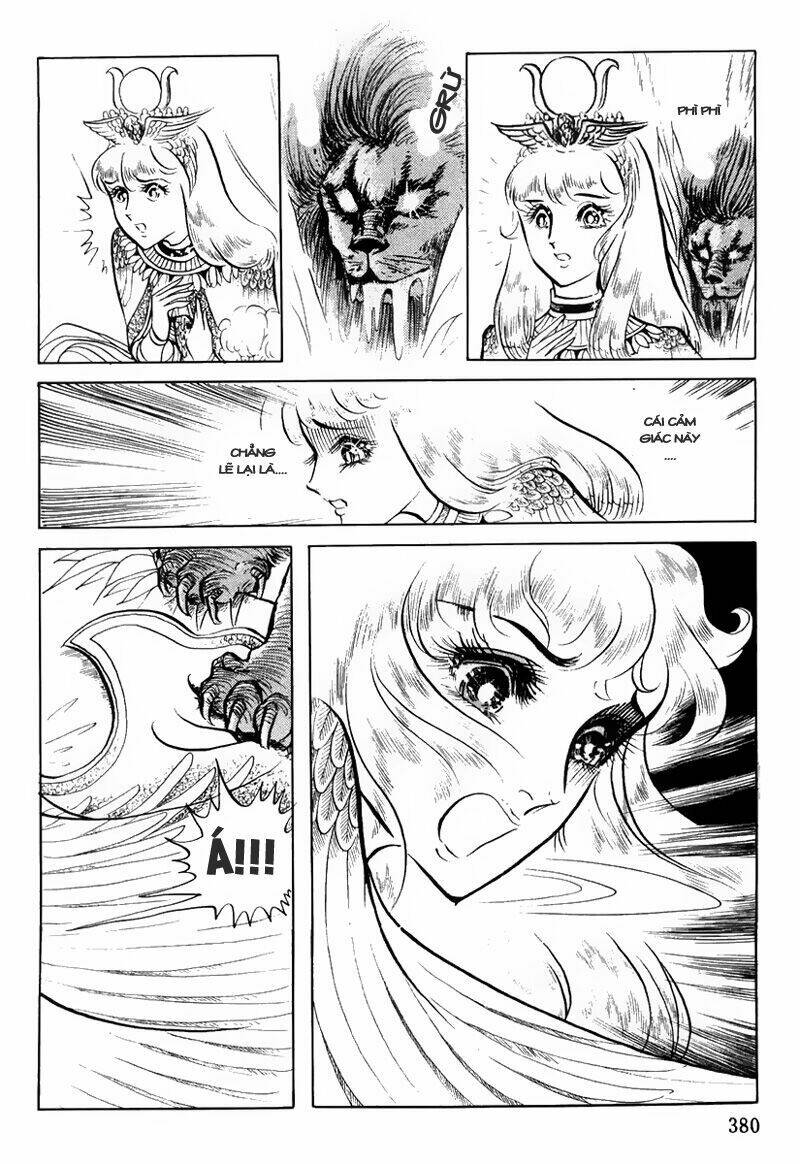 PHÌ PHÌ
GRỪ
CÁI CẢM
GIÁC NÀY
....
CHẲNG
LẼ LẠI LÀ....
Á!!!
380